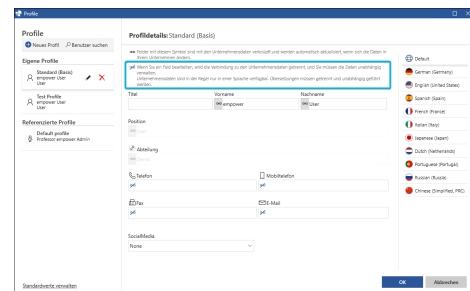 Profile
Profile
Neues Profil
Benutzer suchen
Eigene Profile
Standard (Basis)
empower User
User
Test Profile
empower User
User
Referenzierte Profile
Default profile
Professor empower Admin
Standardwerte verwalten
Profildetails: Standard (Basis)
Felder mit diesem Symbol sind mit den Unternehmensdaten verknüpft und werden automatisch aktualisiert, wenn sich die Daten in
Ihrem Unternehmen ändern.
Wenn Sie ein Feld bearbeiten, wird die Verbindung zu den Unternehmensdaten getrennt, und Sie müssen die Daten unabhängig
verwalten.
Unternehmensdaten sind in der Regel nur in einer Sprache verfügbar. Übersetzungen müssen getrennt und unabhängig geführt
werden.
Titel
Vorname
Nachname
empower
User
Position
Abteilung
Telefon
Mobiltelefon
Fax
E-Mail
SocialMedia
None
Default
German (Germany)
English (United States)
Spanish (Spain)
French (France)
Italian (Italy)
Japanese (Japan)
Dutch (Netherlands)
Portuguese (Portugal)
Russian (Russia)
Chinese (Simplified, PRC)
OK
Abbrechen